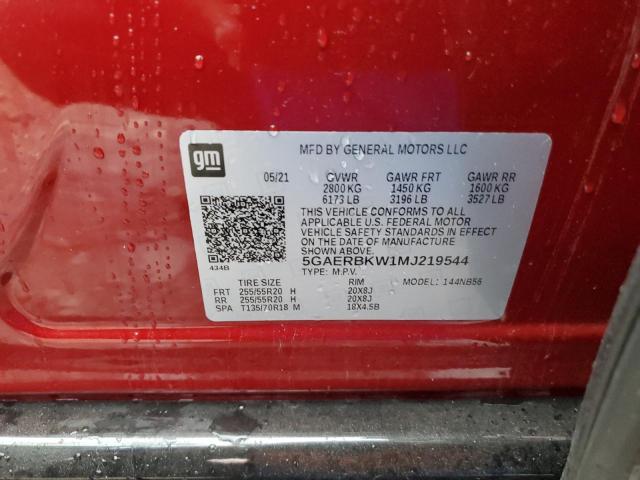 gm
MFD BY GENERAL MOTORS LLC
05/21 GVWR GAWR FRT GAWR RR
2800 KG 1450 KG 1600 KG
6173 LB 3196 LB 3527 LB
THIS VEHICLE CONFORMS TO ALL
APPLICABLE U.S. FEDERAL MOTOR
VEHICLE SAFETY STANDARDS IN EFFECT
ON THE DATE OF MANUFACTURE
SHOWN ABOVE.
434B 5GAERBKW1MJ219544
TYPE: M.P.V. MODEL: 144NB56
TIRE SIZE RIM
FRT 255/55R20 H 20X8J
RR 255/55R20 H 20X8J
SPA T135/70R18 M 18X4.5B